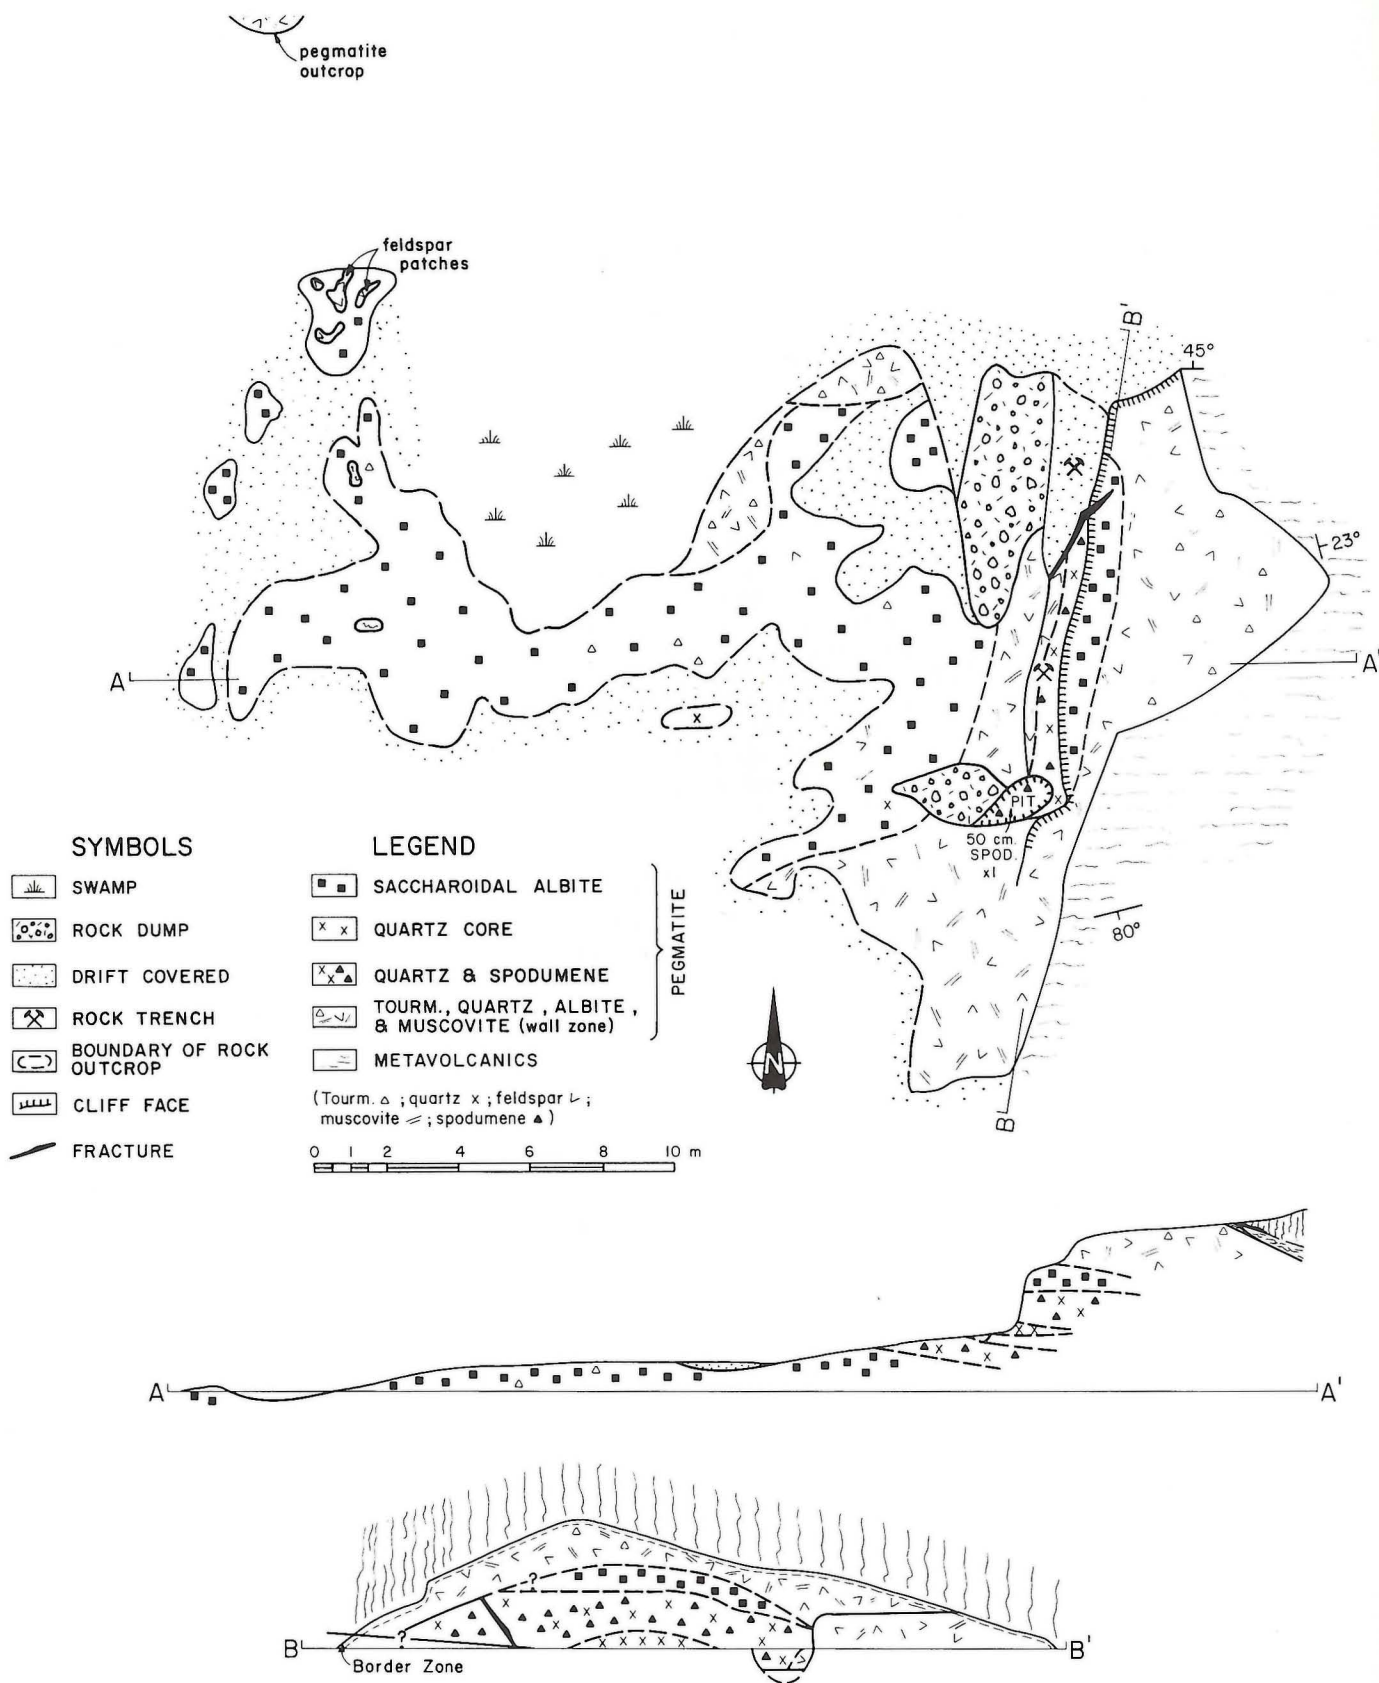 pegmatite
outcrop
feldspar
patches
B'
45°
23°
A
A'
PIT
50 cm.
SPOD.
xl
80°
B
N
SYMBOLS
SWAMP
ROCK DUMP
DRIFT COVERED
ROCK TRENCH
BOUNDARY OF ROCK
OUTCROP
CLIFF FACE
FRACTURE
LEGEND
SACCHAROIDAL ALBITE
QUARTZ CORE
QUARTZ & SPODUMENE
TOURM., QUARTZ, ALBITE,
& MUSCOVITE (wall zone)
METAVOLCANICS
PEGMATITE
(Tourm. △ ; quartz x ; feldspar ∟ ;
muscovite ⫽ ; spodumene ▲ )
0 1 2 4 6 8 10 m
A
A'
?
?
B
B'
Border Zone